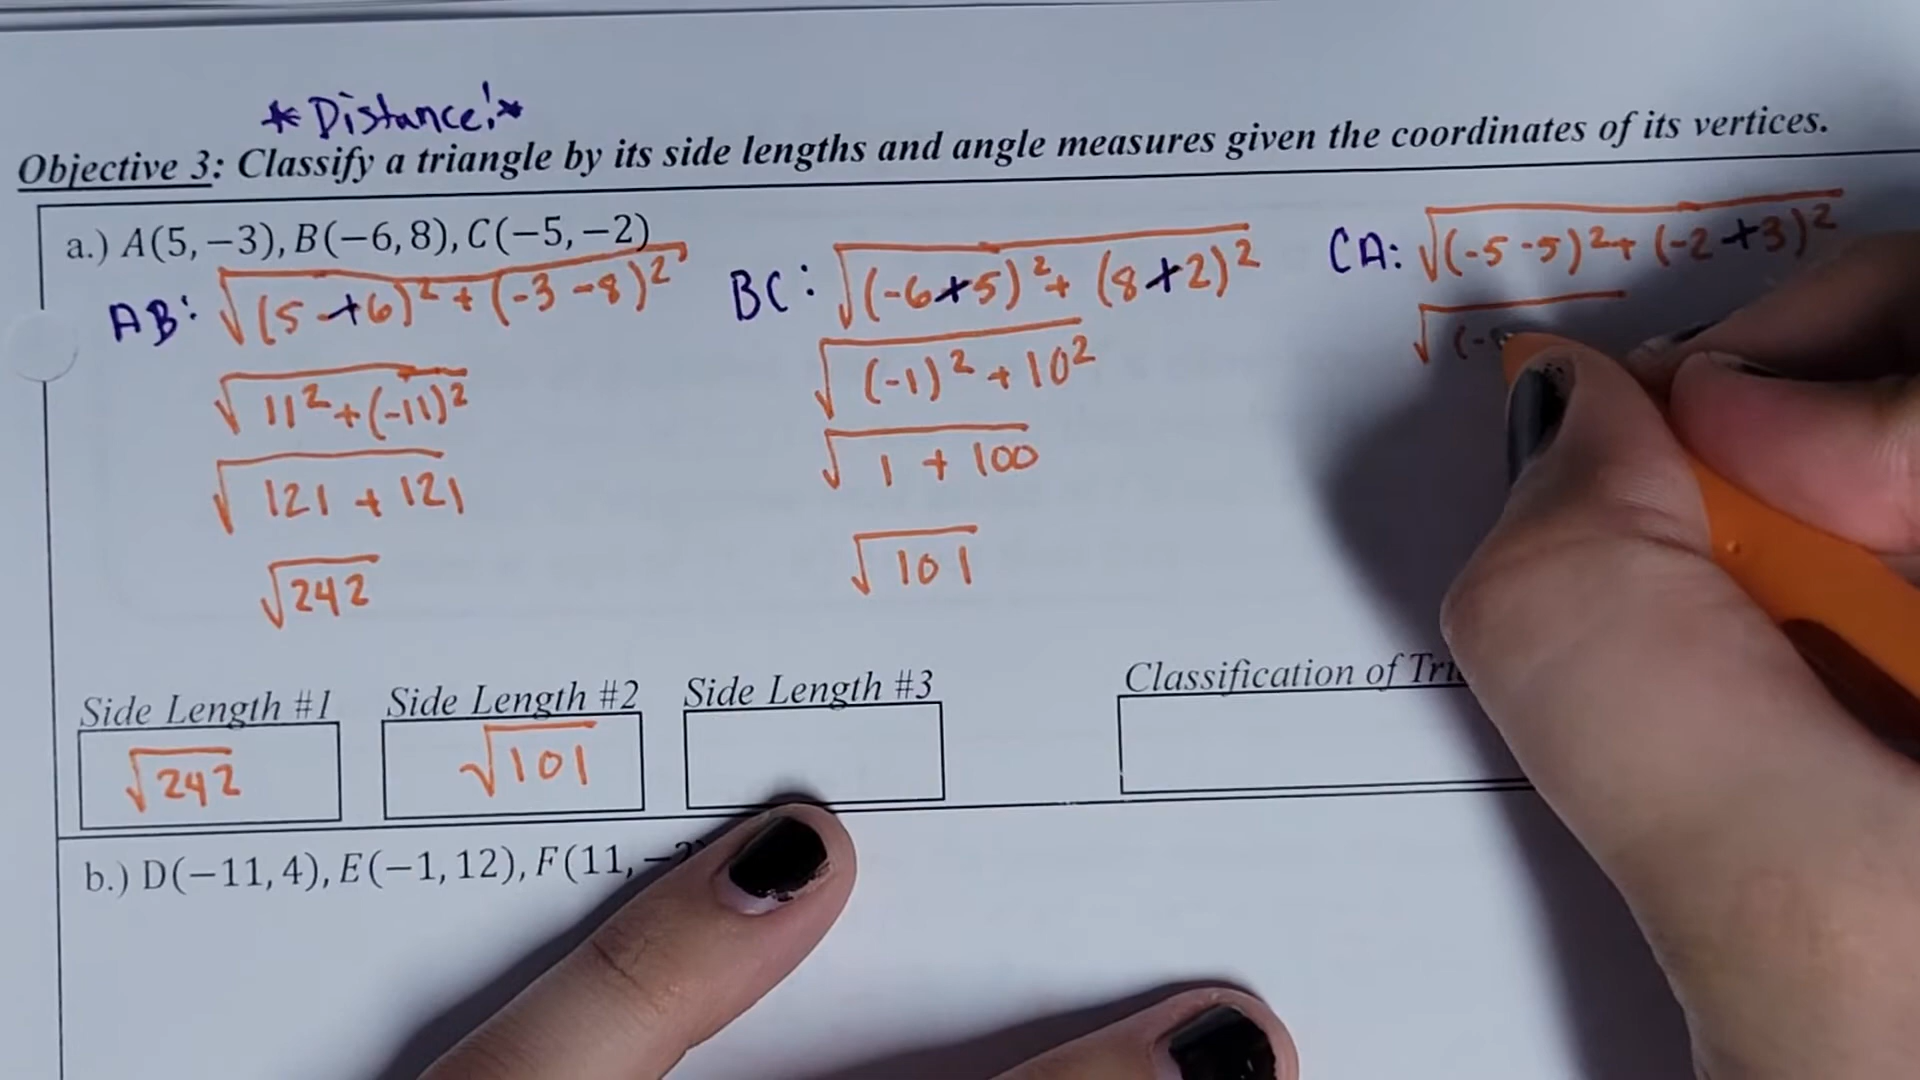 *Distance!*
Objective 3: Classify a triangle by its side lengths and angle measures given the coordinates of its vertices.
a.) A(5, −3), B(−6, 8), C(−5, −2)
AB: √(5+6)² + (-3-8)²
√11² + (-11)²
√121 + 121
√242
BC: √(-6+5)² + (8+2)²
√(-1)² + 10²
√1 + 100
√101
CA: √(-5-5)² + (-2+3)²
√(-
Side Length #1 Side Length #2 Side Length #3 Classification of
√242 √101
b.) D(−11, 4), E(−1, 12), F(11, −